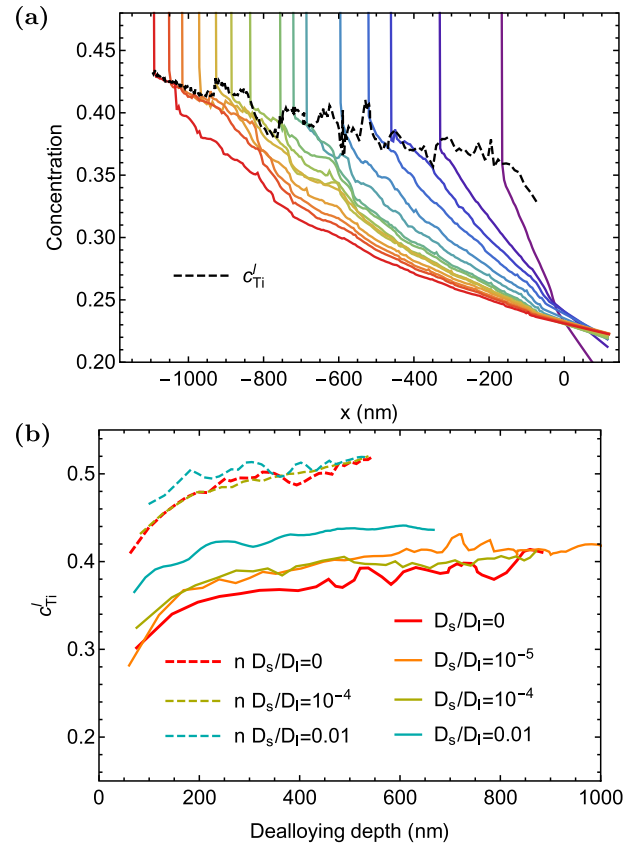 (a)
0.45
0.40
0.35
0.30
0.25
0.20
Concentration
c^l_Ti
−1000 −800 −600 −400 −200 0
x (nm)
(b)
0.5
0.4
0.3
0.2
c^l_Ti
n D_s/D_l=0
n D_s/D_l=10^−4
n D_s/D_l=0.01
D_s/D_l=0
D_s/D_l=10^−5
D_s/D_l=10^−4
D_s/D_l=0.01
0 200 400 600 800 1000
Dealloying depth (nm)